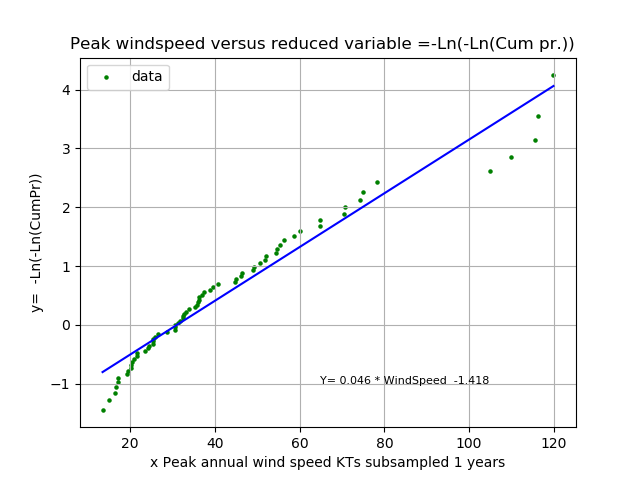 Peak windspeed versus reduced variable =-Ln(-Ln(Cum pr.))
data
y=  -Ln(-Ln(CumPr))
4
3
2
1
0
−1
Y= 0.046 * WindSpeed  -1.418
20 40 60 80 100 120
x Peak annual wind speed KTs subsampled 1 years